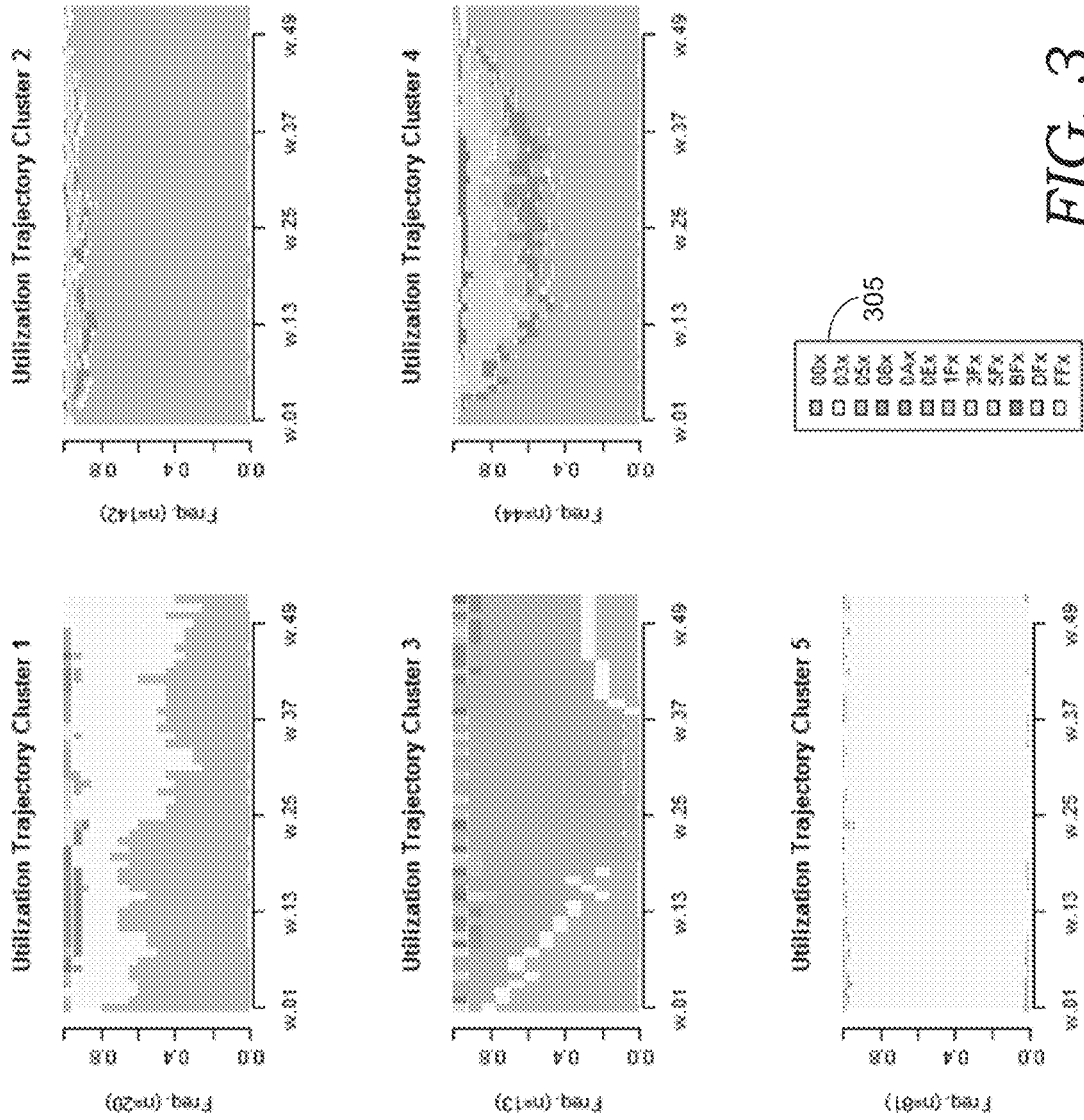 Utilization Trajectory Cluster 1
Freq. (n=20)
0.0 0.4 0.8
w.01 w.13 w.25 w.37 w.49
Utilization Trajectory Cluster 2
Freq. (n=142)
0.0 0.4 0.8
w.01 w.13 w.25 w.37 w.49
Utilization Trajectory Cluster 3
Freq. (n=13)
0.0 0.4 0.8
w.01 w.13 w.25 w.37 w.49
Utilization Trajectory Cluster 4
Freq. (n=44)
0.0 0.4 0.8
w.01 w.13 w.25 w.37 w.49
Utilization Trajectory Cluster 5
Freq. (n=61)
0.0 0.4 0.8
w.01 w.13 w.25 w.37 w.49
00x
03x
05x
0Ax
0Ex
1Fx
3Fx
5Fx
BFx
DFx
FFx
305
FIG. 3